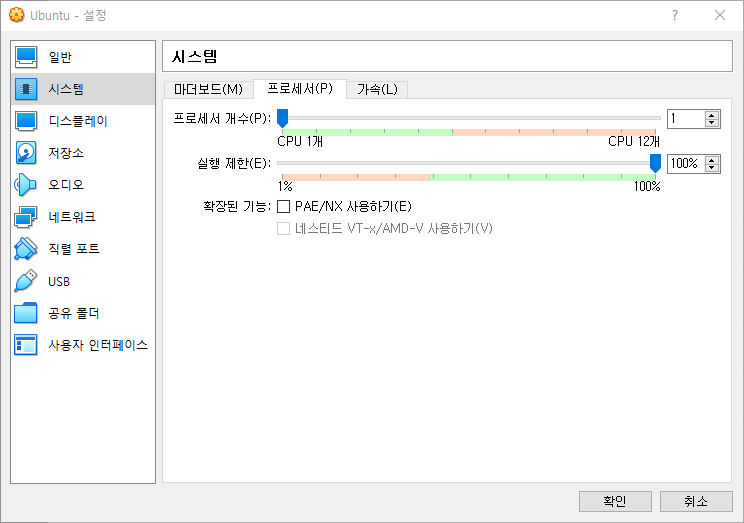 Ubuntu - 설정
일반
시스템
디스플레이
저장소
오디오
네트워크
직렬 포트
USB
공유 폴더
사용자 인터페이스
시스템
마더보드(M) 프로세서(P) 가속(L)
프로세서 개수(P): 1
CPU 1개 CPU 12개
실행 제한(E): 100%
1% 100%
확장된 기능: PAE/NX 사용하기(E)
네스티드 VT-x/AMD-V 사용하기(V)
확인 취소